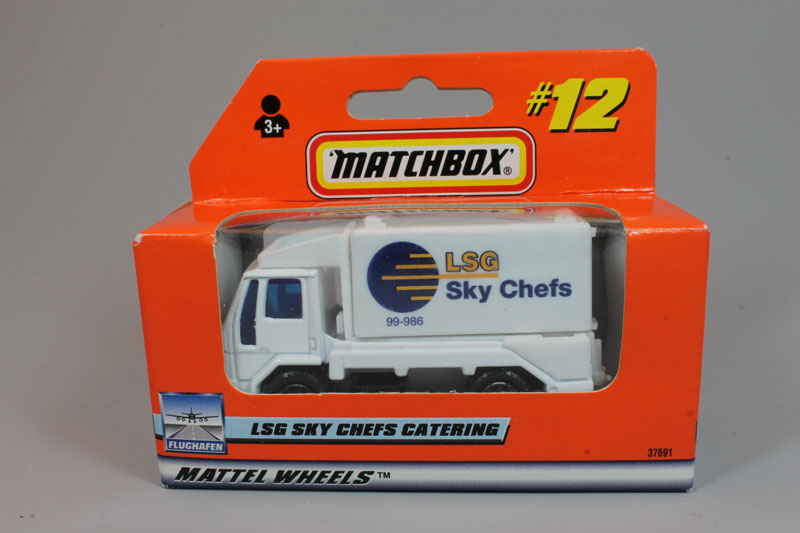 #12
3+
'MATCHBOX'®
LSG
Sky Chefs
99-986
LSG SKY CHEFS CATERING
FLUGHAFEN
37691
MATTEL WHEELS™